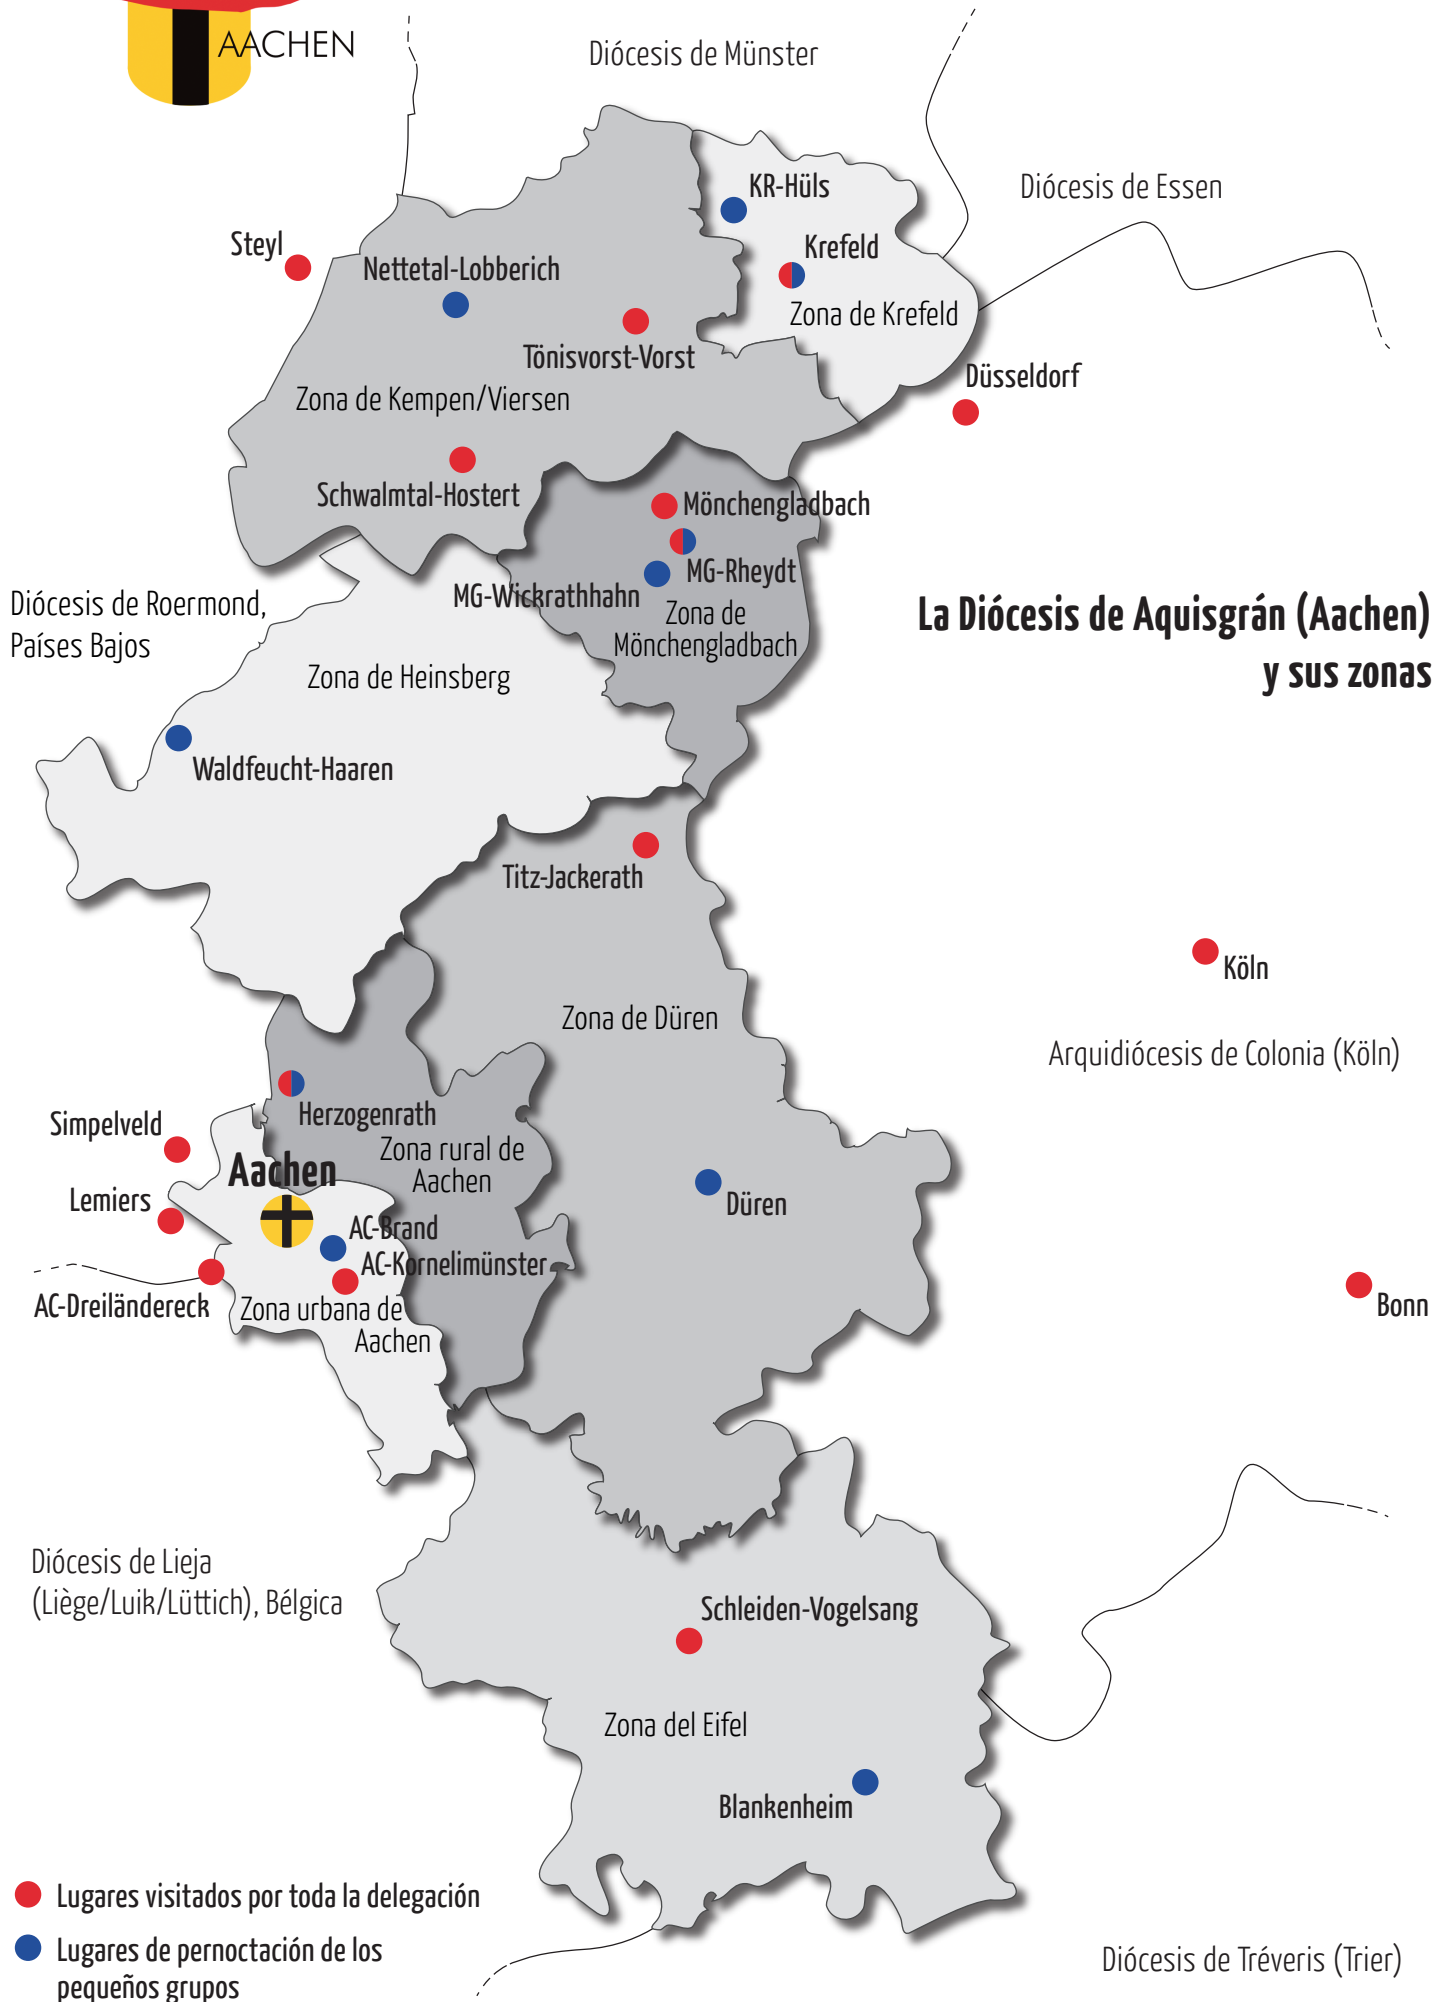 AACHEN
Diócesis de Münster
Diócesis de Essen
KR-Hüls
Steyl
Krefeld
Nettetal-Lobberich
Zona de Krefeld
Tönisvorst-Vorst
Düsseldorf
Zona de Kempen/Viersen
Schwalmtal-Hostert
Mönchengladbach
MG-Rheydt
MG-Wickrathhahn
Diócesis de Roermond,
Países Bajos
Zona de
Mönchengladbach
La Diócesis de Aquisgrán (Aachen)
y sus zonas
Zona de Heinsberg
Waldfeucht-Haaren
Titz-Jackerath
Köln
Zona de Düren
Arquidiócesis de Colonia (Köln)
Herzogenrath
Simpelveld
Zona rural de
Aachen
Aachen
Lemiers
Düren
AC-Brand
AC-Kornelimünster
AC-Dreiländereck
Zona urbana de
Aachen
Bonn
Diócesis de Lieja
(Liège/Luik/Lüttich), Bélgica
Schleiden-Vogelsang
Zona del Eifel
Blankenheim
Lugares visitados por toda la delegación
Lugares de pernoctación de los
pequeños grupos
Diócesis de Tréveris (Trier)